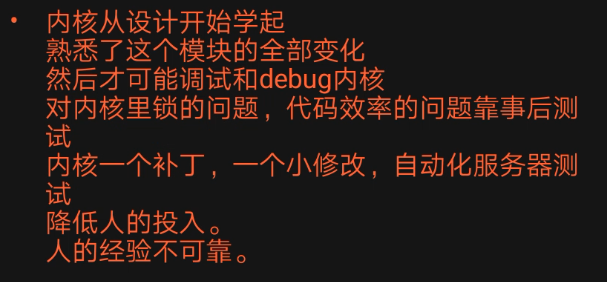 • 内核从设计开始学起
熟悉了这个模块的全部变化
然后才可能调试和debug内核
对内核里锁的问题，代码效率的问题靠事后测
试
内核一个补丁，一个小修改，自动化服务器测
试
降低人的投入。
人的经验不可靠。